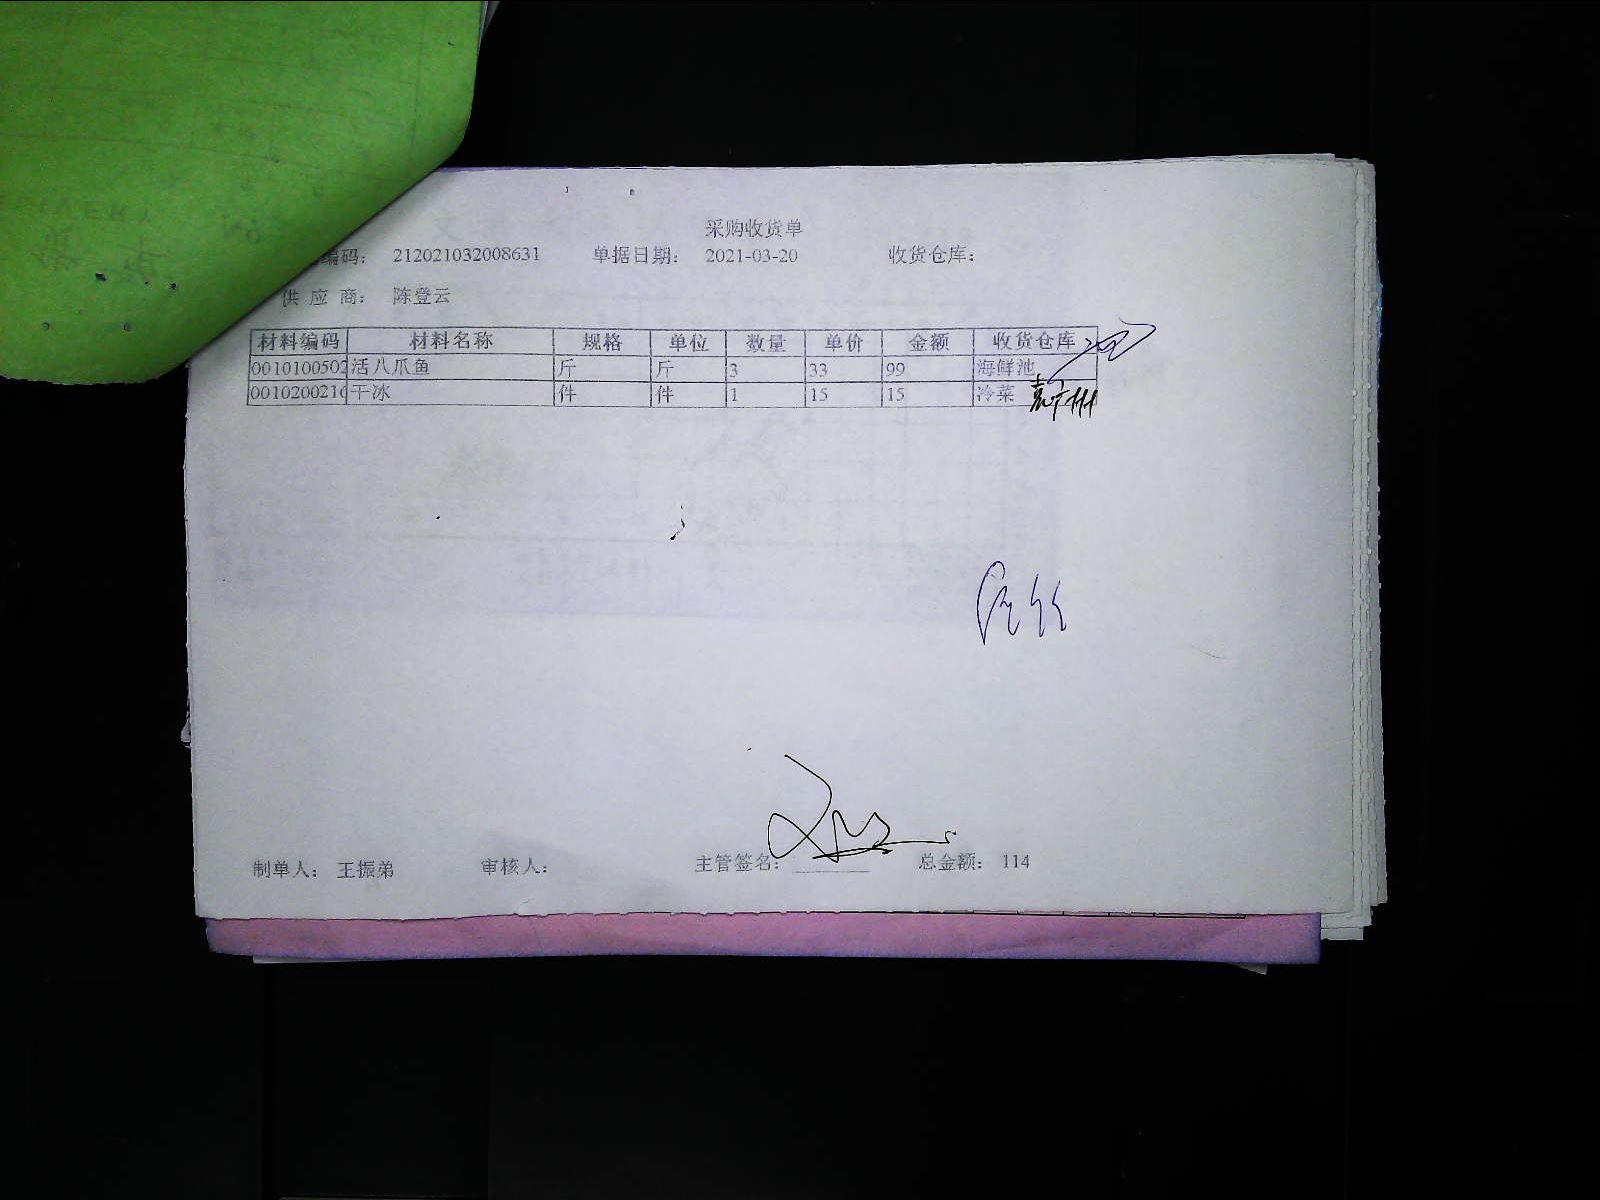 采购收货单
编码: 212021032008631 单据日期: 2021-03-20 收货仓库:
供 应 商: 陈登云
材料编码 材料名称 规格 单位 数量 单价 金额 收货仓库
0010100502 活八爪鱼 斤 斤 3 33 99 海鲜池
001020021 干冰 件 件 1 15 15 冷菜
制单人: 王振弟 审核人: 主管签名: 总金额: 114